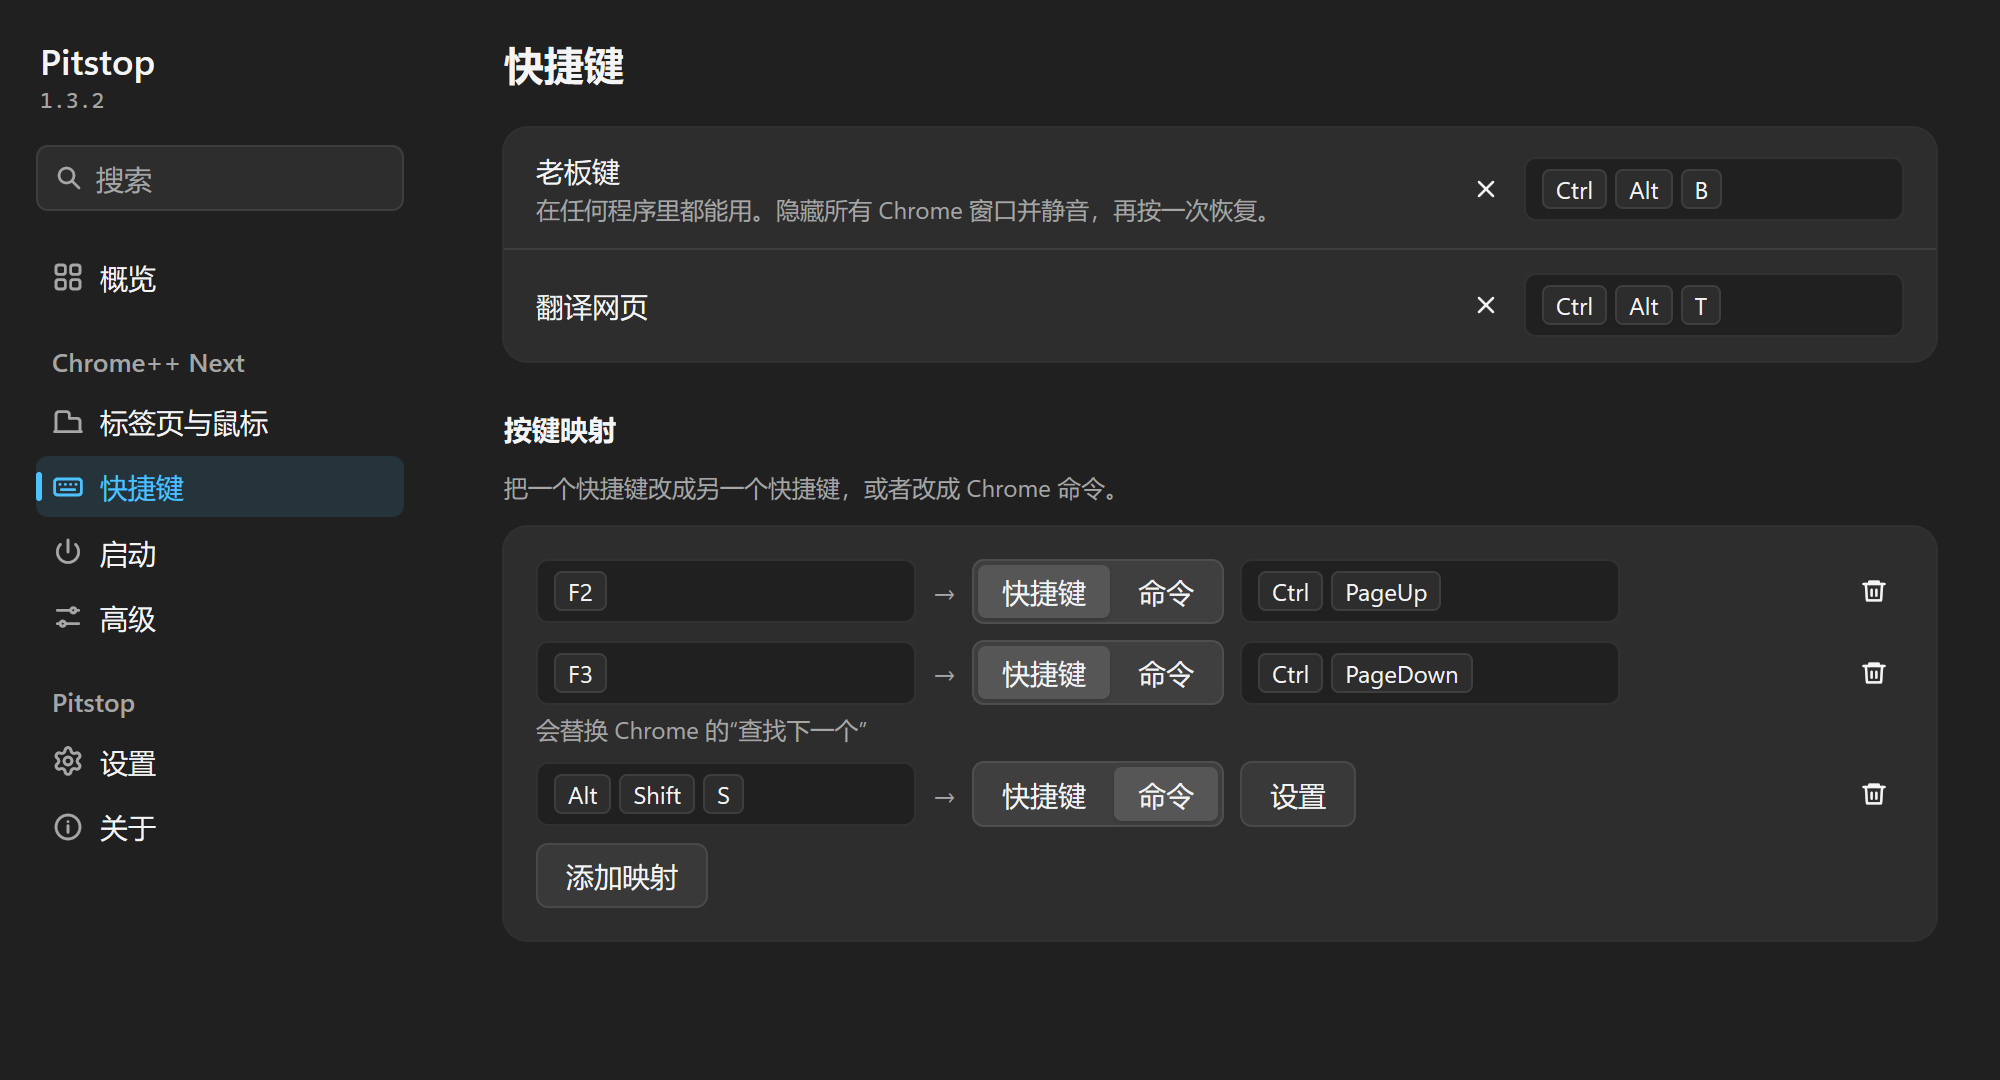 Pitstop
1.3.2
搜索
概览
Chrome++ Next
标签页与鼠标
快捷键
启动
高级
Pitstop
设置
关于
快捷键
老板键
在任何程序里都能用。隐藏所有 Chrome 窗口并静音，再按一次恢复。
Ctrl Alt B
翻译网页
Ctrl Alt T
按键映射
把一个快捷键改成另一个快捷键，或者改成 Chrome 命令。
F2 → 快捷键 命令 Ctrl PageUp
F3 → 快捷键 命令 Ctrl PageDown
会替换 Chrome 的“查找下一个”
Alt Shift S → 快捷键 命令 设置
添加映射